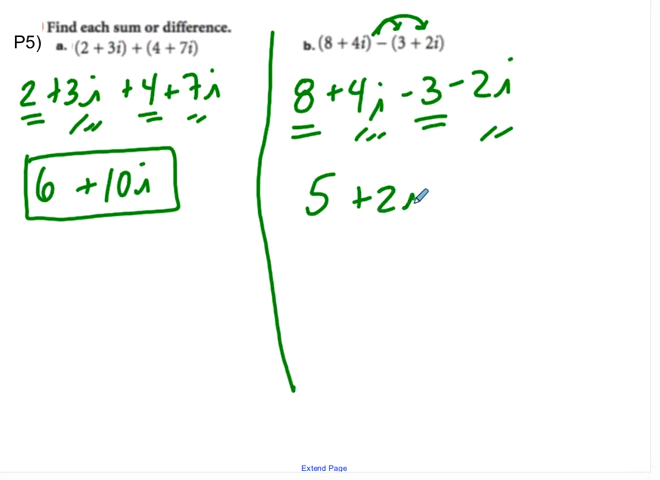 Find each sum or difference.
P5) a. (2 + 3i) + (4 + 7i)
2 + 3i + 4 + 7i
6 + 10i
b. (8 + 4i) − (3 + 2i)
8 + 4i - 3 - 2i
5 + 2i
Extend Page